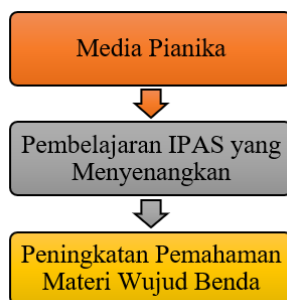 Media Pianika
Pembelajaran IPAS yang
Menyenangkan
Peningkatan Pemahaman
Materi Wujud Benda